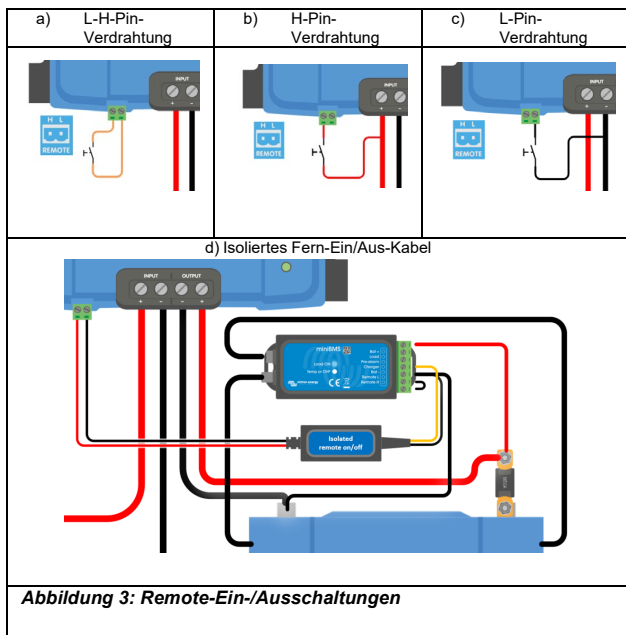 a) L-H-Pin-
Verdrahtung
b) H-Pin-
Verdrahtung
c) L-Pin-
Verdrahtung
INPUT
+ -
H L
REMOTE
INPUT
+ -
H L
REMOTE
INPUT
+ -
H L
REMOTE
d) Isoliertes Fern-Ein/Aus-Kabel
INPUT OUTPUT
+ - - +
miniBMS
Load ON
Temp or OVP
victron energy
CE
Bat +
Load
Pre-alarm
Charger
Bat -
Remote L
Remote H
Isolated
remote on/off
MEGA
Abbildung 3: Remote-Ein-/Ausschaltungen